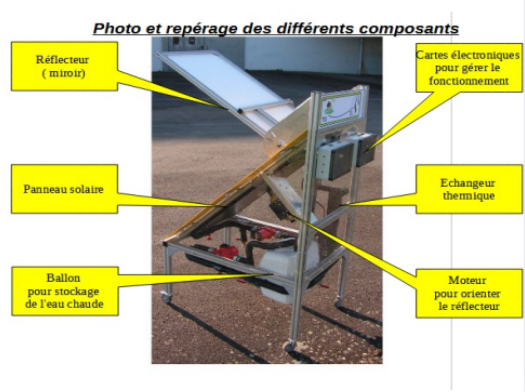 Photo et repérage des différents composants
Réflecteur
( miroir)
Cartes électroniques
pour gérer le
fonctionnement
Panneau solaire
Echangeur
thermique
Ballon
pour stockage
de l'eau chaude
Moteur
pour orienter
le réflecteur